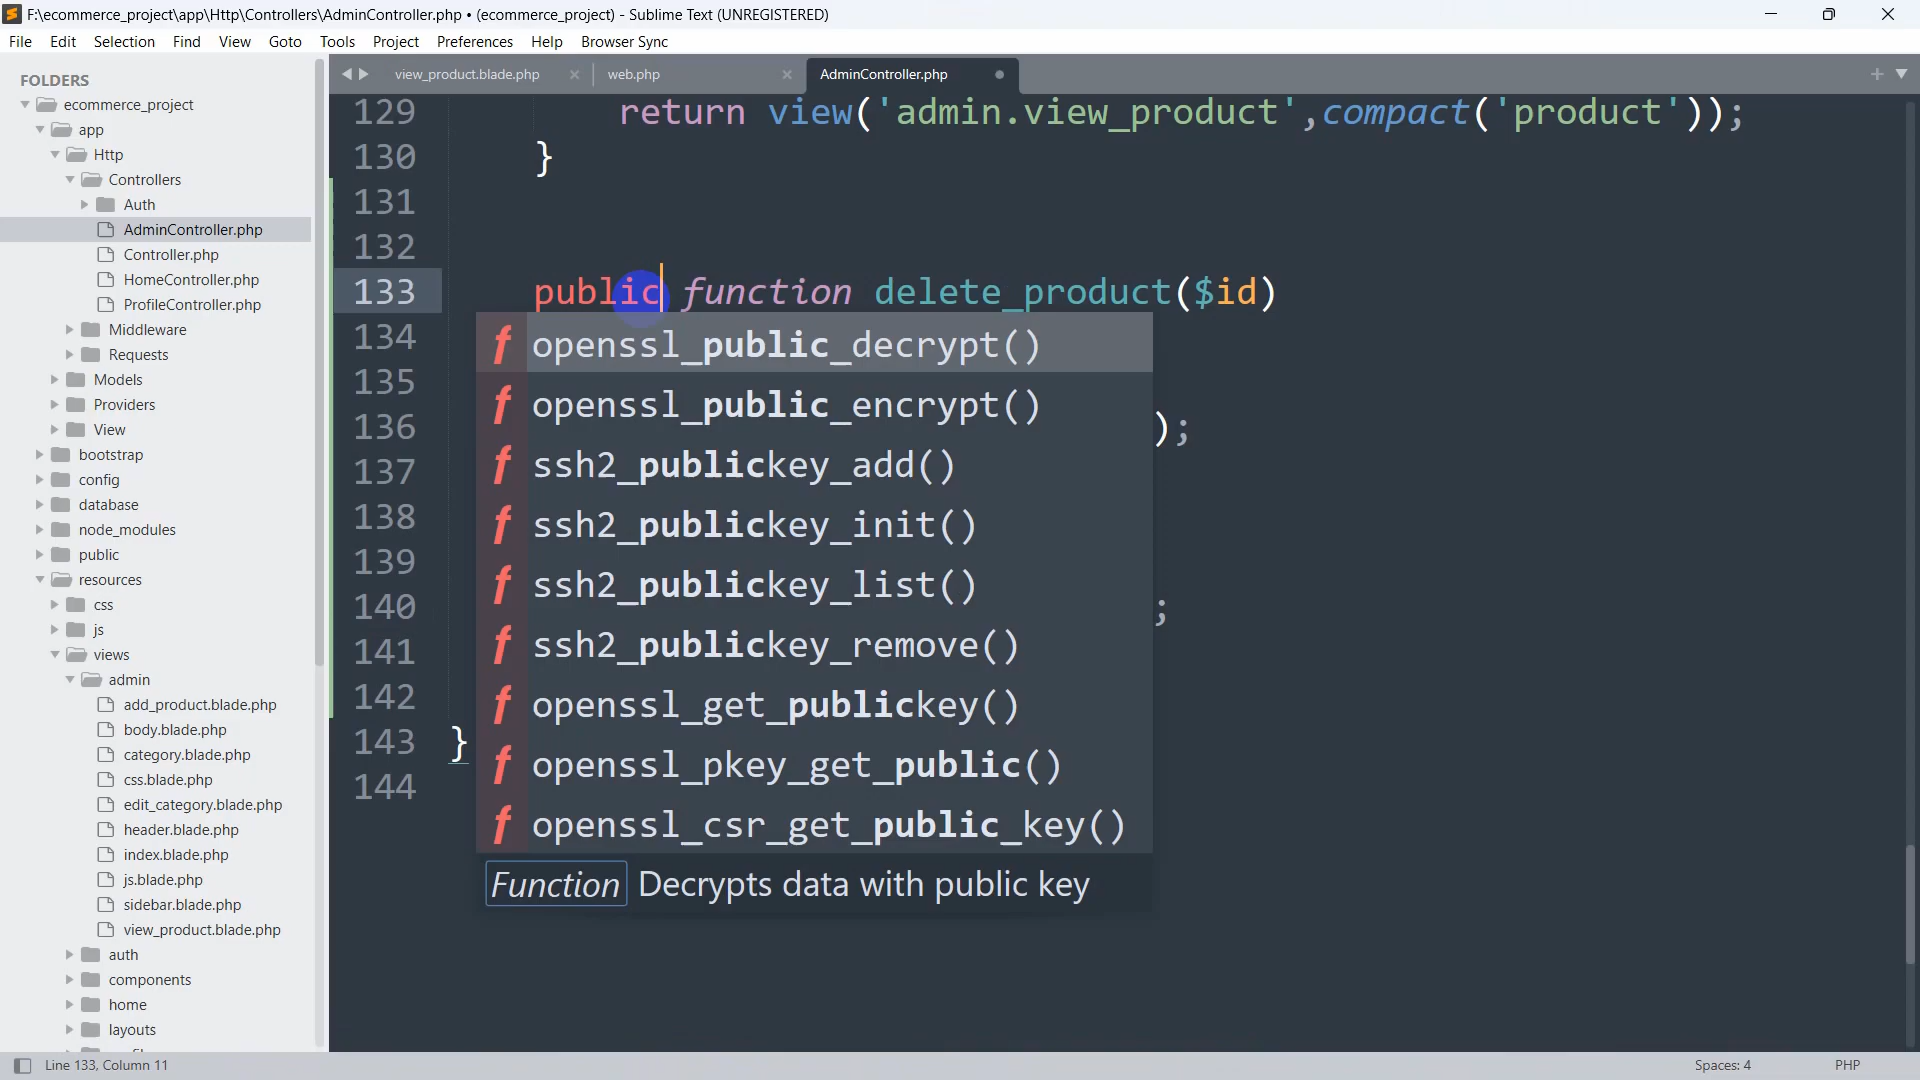 F:\ecommerce_project\app\Http\Controllers\AdminController.php • (ecommerce_project) - Sublime Text (UNREGISTERED)
File Edit Selection Find View Goto Tools Project Preferences Help Browser Sync
FOLDERS
ecommerce_project
app
Http
Controllers
Auth
AdminController.php
Controller.php
HomeController.php
ProfileController.php
Middleware
Requests
Models
Providers
View
bootstrap
config
database
node_modules
public
resources
css
js
views
admin
add_product.blade.php
body.blade.php
category.blade.php
css.blade.php
edit_category.blade.php
header.blade.php
index.blade.php
js.blade.php
sidebar.blade.php
view_product.blade.php
auth
components
home
layouts
view_product.blade.php × web.php × AdminController.php •
129 return view('admin.view_product',compact('product'));
130 }
131
132
133 public function delete_product($id)
134
135
136 );
137
138
139
140 ;
141
142
143 }
144
f openssl_public_decrypt()
f openssl_public_encrypt()
f ssh2_publickey_add()
f ssh2_publickey_init()
f ssh2_publickey_list()
f ssh2_publickey_remove()
f openssl_get_publickey()
f openssl_pkey_get_public()
f openssl_csr_get_public_key()
Function Decrypts data with public key
Line 133, Column 11 Spaces: 4 PHP